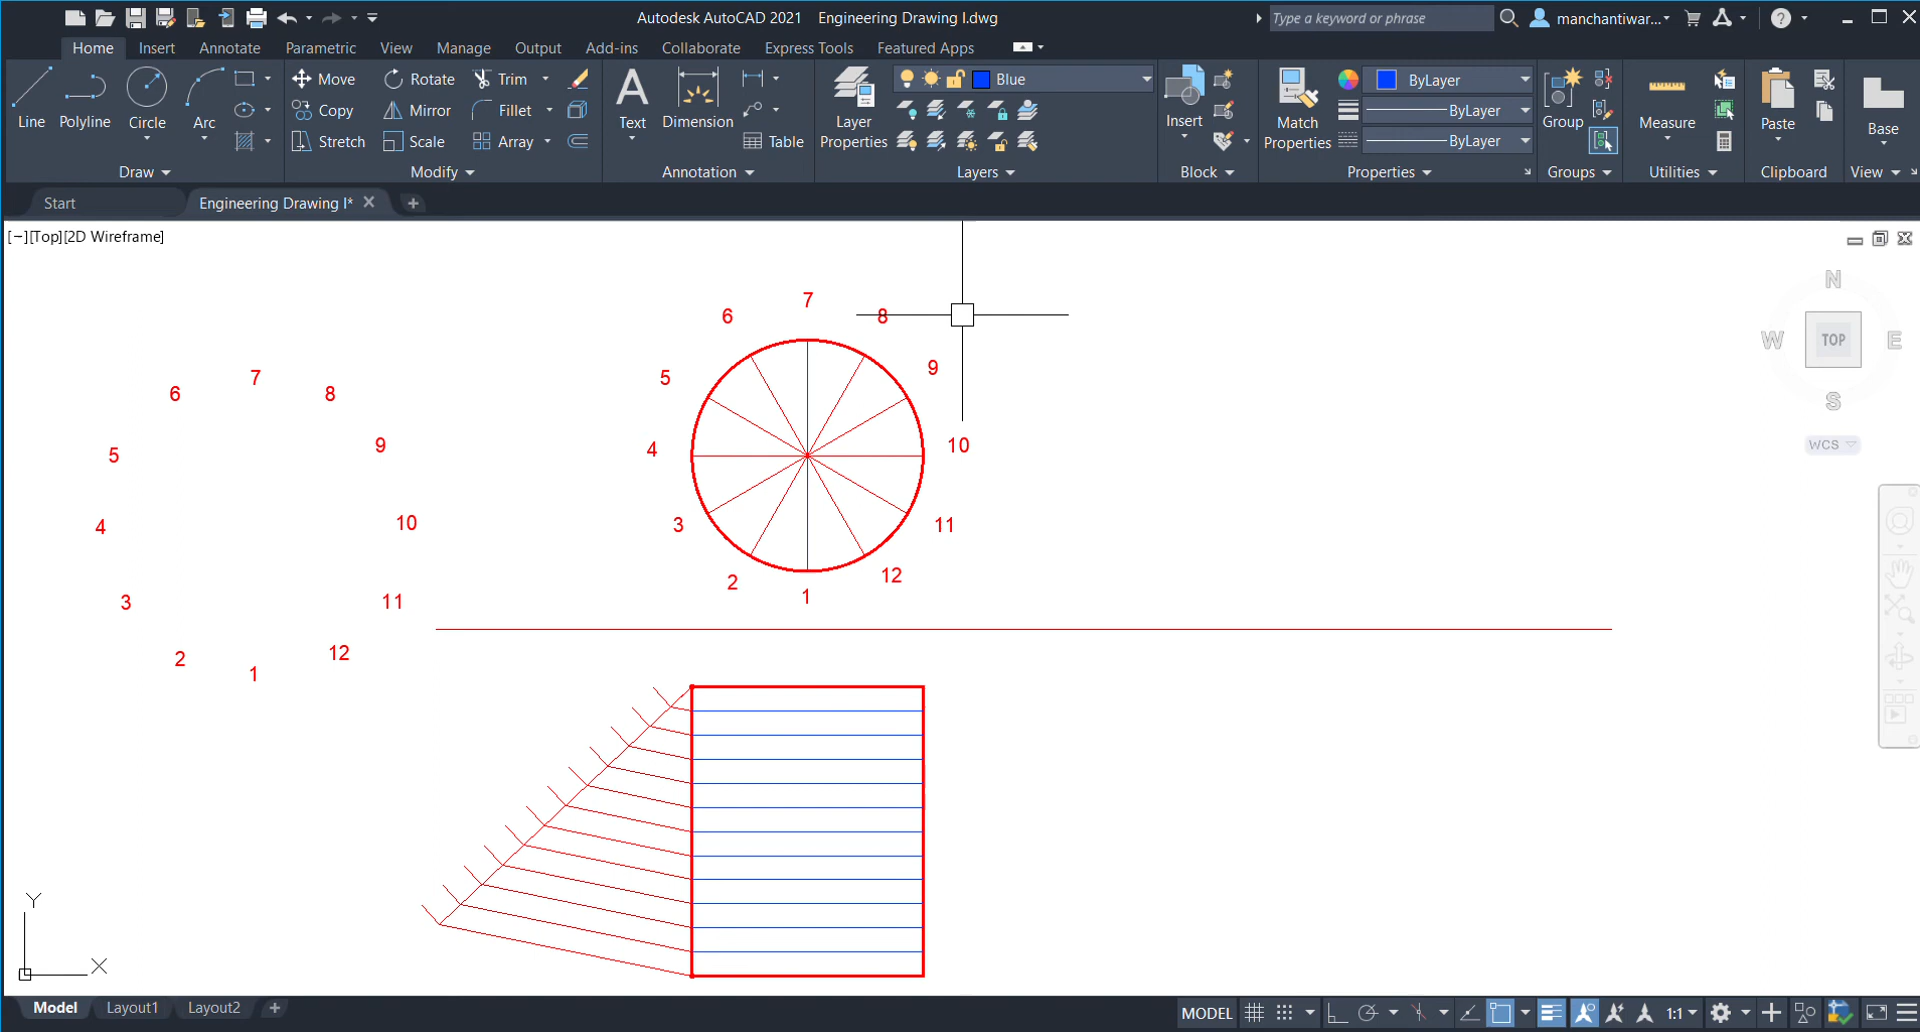 Autodesk AutoCAD 2021 Engineering Drawing I.dwg
Type a keyword or phrase
manchantiwar...
Home Insert Annotate Parametric View Manage Output Add-ins Collaborate Express Tools Featured Apps
Line Polyline Circle Arc
Move Rotate Trim
Copy Mirror Fillet
Stretch Scale Array
Text Dimension Table
Layer Properties
Blue
Insert
Match Properties
ByLayer
ByLayer
ByLayer
Group
Measure
Paste
Base
Draw Modify Annotation Layers Block Properties Groups Utilities Clipboard View
Start Engineering Drawing I*
[−][Top][2D Wireframe]
N
W TOP E
S
WCS
7
6 8
5 9
4 10
3 11
2 12
1
7
6 8
5 9
4 10
3 11
2 12
1
Y
X
Model Layout1 Layout2
MODEL 1:1